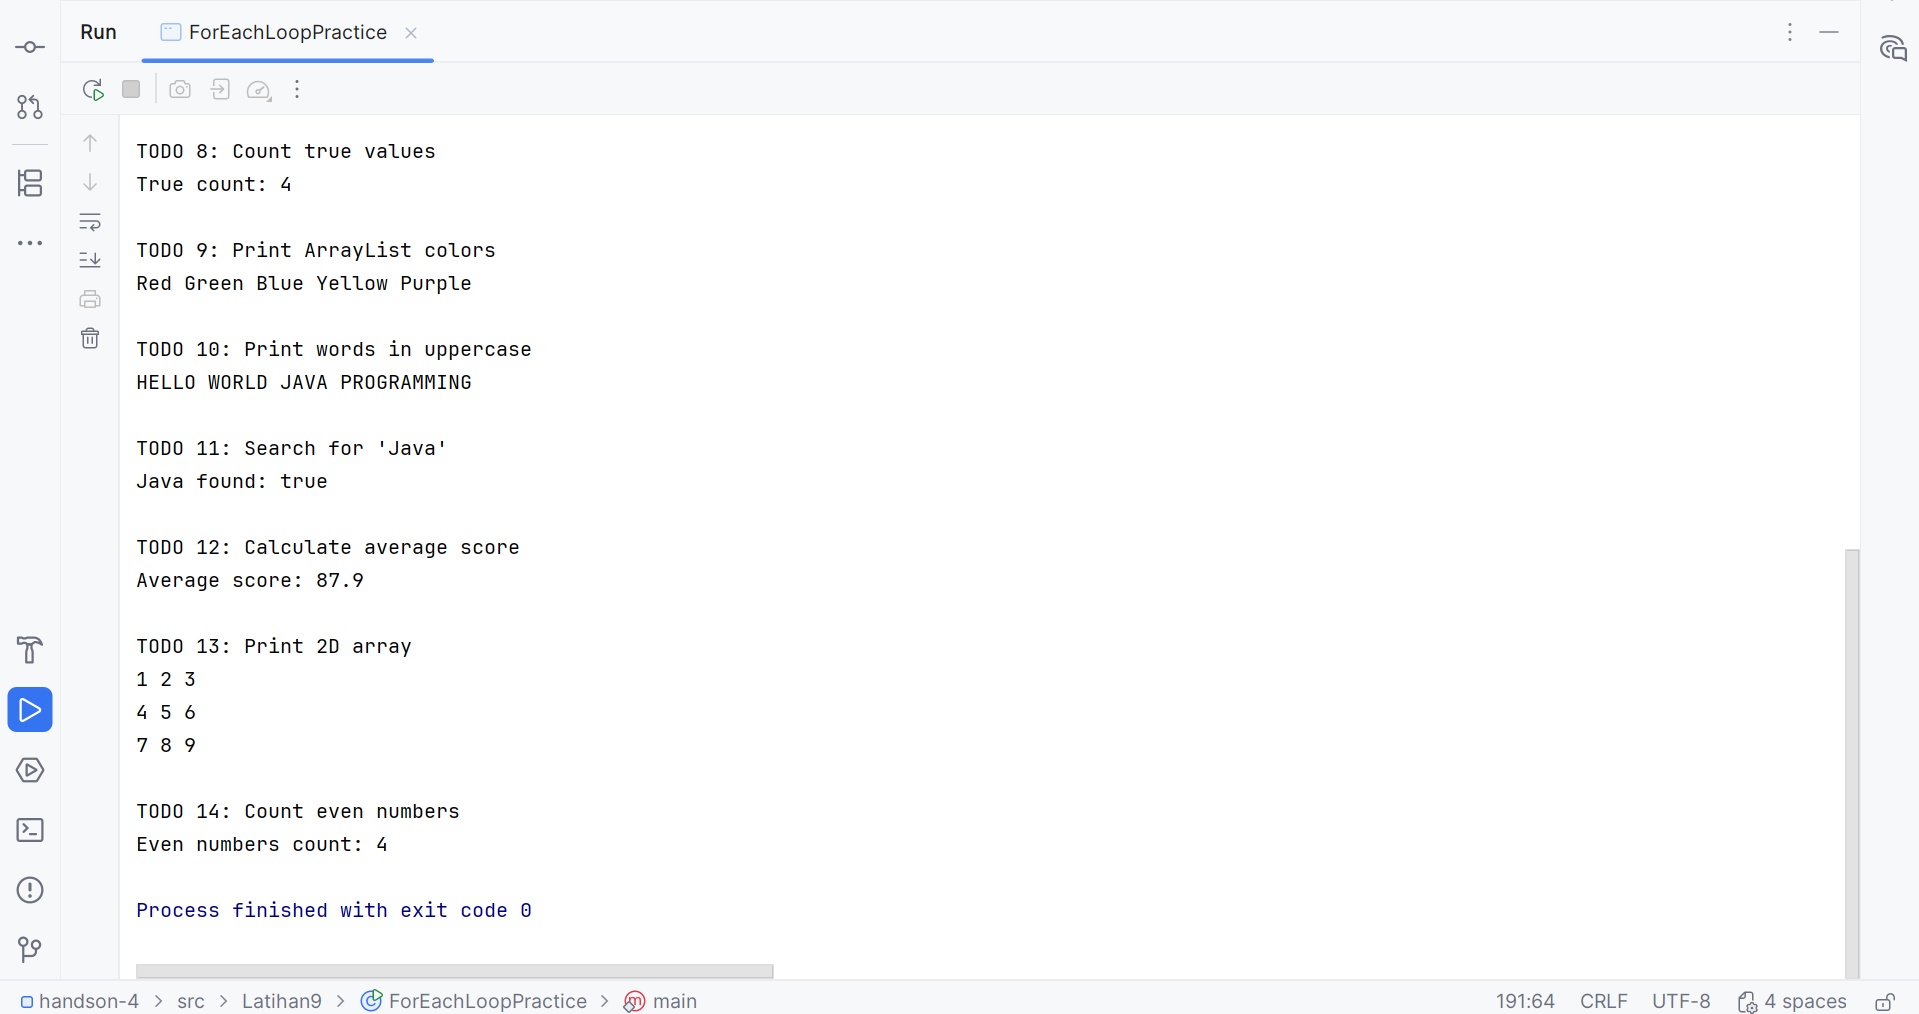 Run ForEachLoopPractice
TODO 8: Count true values
True count: 4
TODO 9: Print ArrayList colors
Red Green Blue Yellow Purple
TODO 10: Print words in uppercase
HELLO WORLD JAVA PROGRAMMING
TODO 11: Search for 'Java'
Java found: true
TODO 12: Calculate average score
Average score: 87.9
TODO 13: Print 2D array
1 2 3
4 5 6
7 8 9
TODO 14: Count even numbers
Even numbers count: 4
Process finished with exit code 0
handson-4 > src > Latihan9 > ForEachLoopPractice > main 191:64 CRLF UTF-8 4 spaces